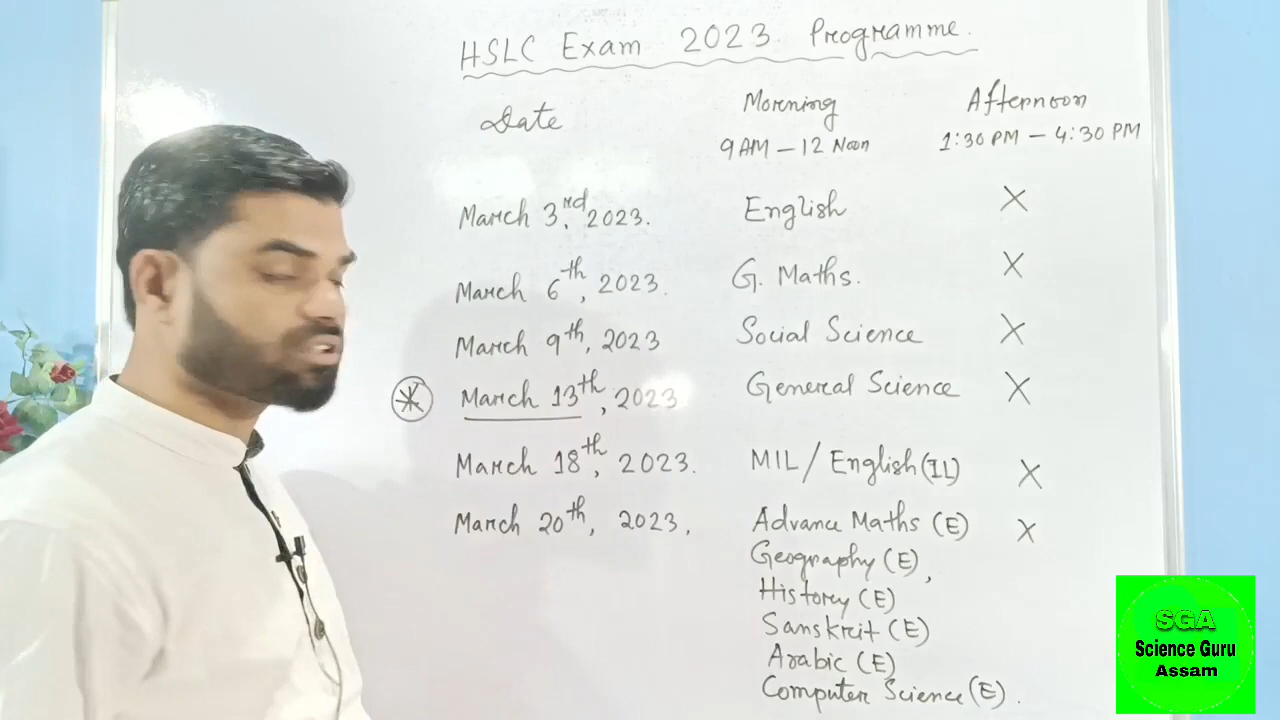 HSLC Exam 2023 Programme.
Date Morning Afternoon
9 AM – 12 Noon 1:30 PM – 4:30 PM
March 3rd, 2023. English X
March 6th, 2023. G. Maths. X
March 9th, 2023 Social Science X
March 13th, 2023 General Science X
March 18th, 2023. MIL / English (IL) X
March 20th, 2023, Advance Maths (E) X
Geography (E),
History (E)
Sanskrit (E)
Arabic (E)
Computer Science (E).
SGA
Science Guru
Assam